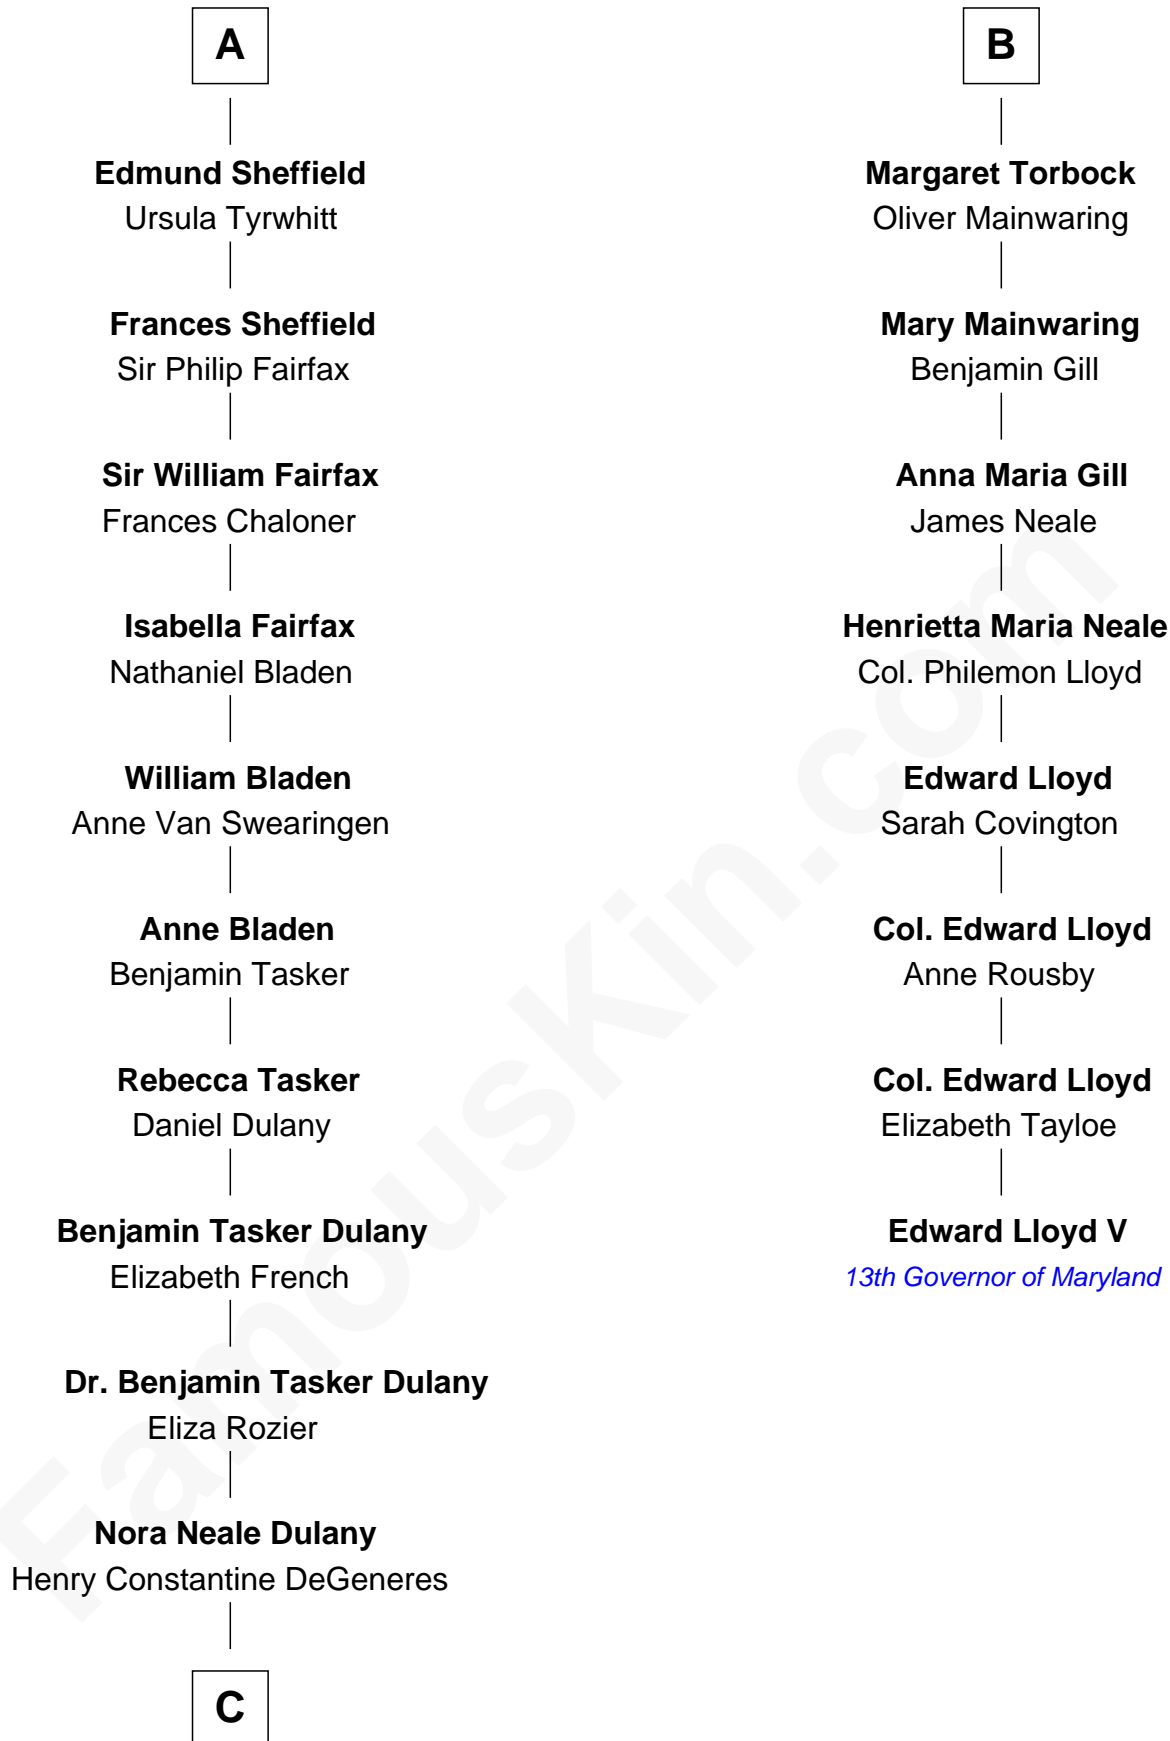 A
Edmund Sheffield
Ursula Tyrwhitt
Frances Sheffield
Sir Philip Fairfax
Sir William Fairfax
Frances Chaloner
Isabella Fairfax
Nathaniel Bladen
William Bladen
Anne Van Swearingen
Anne Bladen
Benjamin Tasker
Rebecca Tasker
Daniel Dulany
Benjamin Tasker Dulany
Elizabeth French
Dr. Benjamin Tasker Dulany
Eliza Rozier
Nora Neale Dulany
Henry Constantine DeGeneres
C
B
Margaret Torbock
Oliver Mainwaring
Mary Mainwaring
Benjamin Gill
Anna Maria Gill
James Neale
Henrietta Maria Neale
Col. Philemon Lloyd
Edward Lloyd
Sarah Covington
Col. Edward Lloyd
Anne Rousby
Col. Edward Lloyd
Elizabeth Tayloe
Edward Lloyd V
13th Governor of Maryland
FamousKin.com